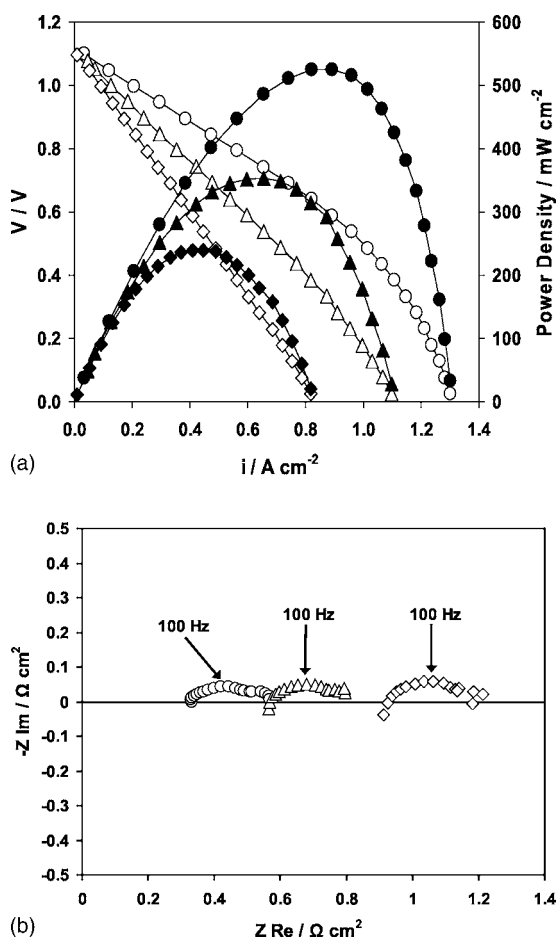 1.2
1.0
0.8
0.6
0.4
0.2
0.0
V / V
600
500
400
300
200
100
0
Power Density / mW cm-2
0.0 0.2 0.4 0.6 0.8 1.0 1.2 1.4
i / A cm-2
(a)
0.5
0.4
0.3
0.2
0.1
0
-0.1
-0.2
-0.3
-0.4
-0.5
-Z Im / Ω cm2
100 Hz
100 Hz
100 Hz
0 0.2 0.4 0.6 0.8 1 1.2 1.4
Z Re / Ω cm2
(b)